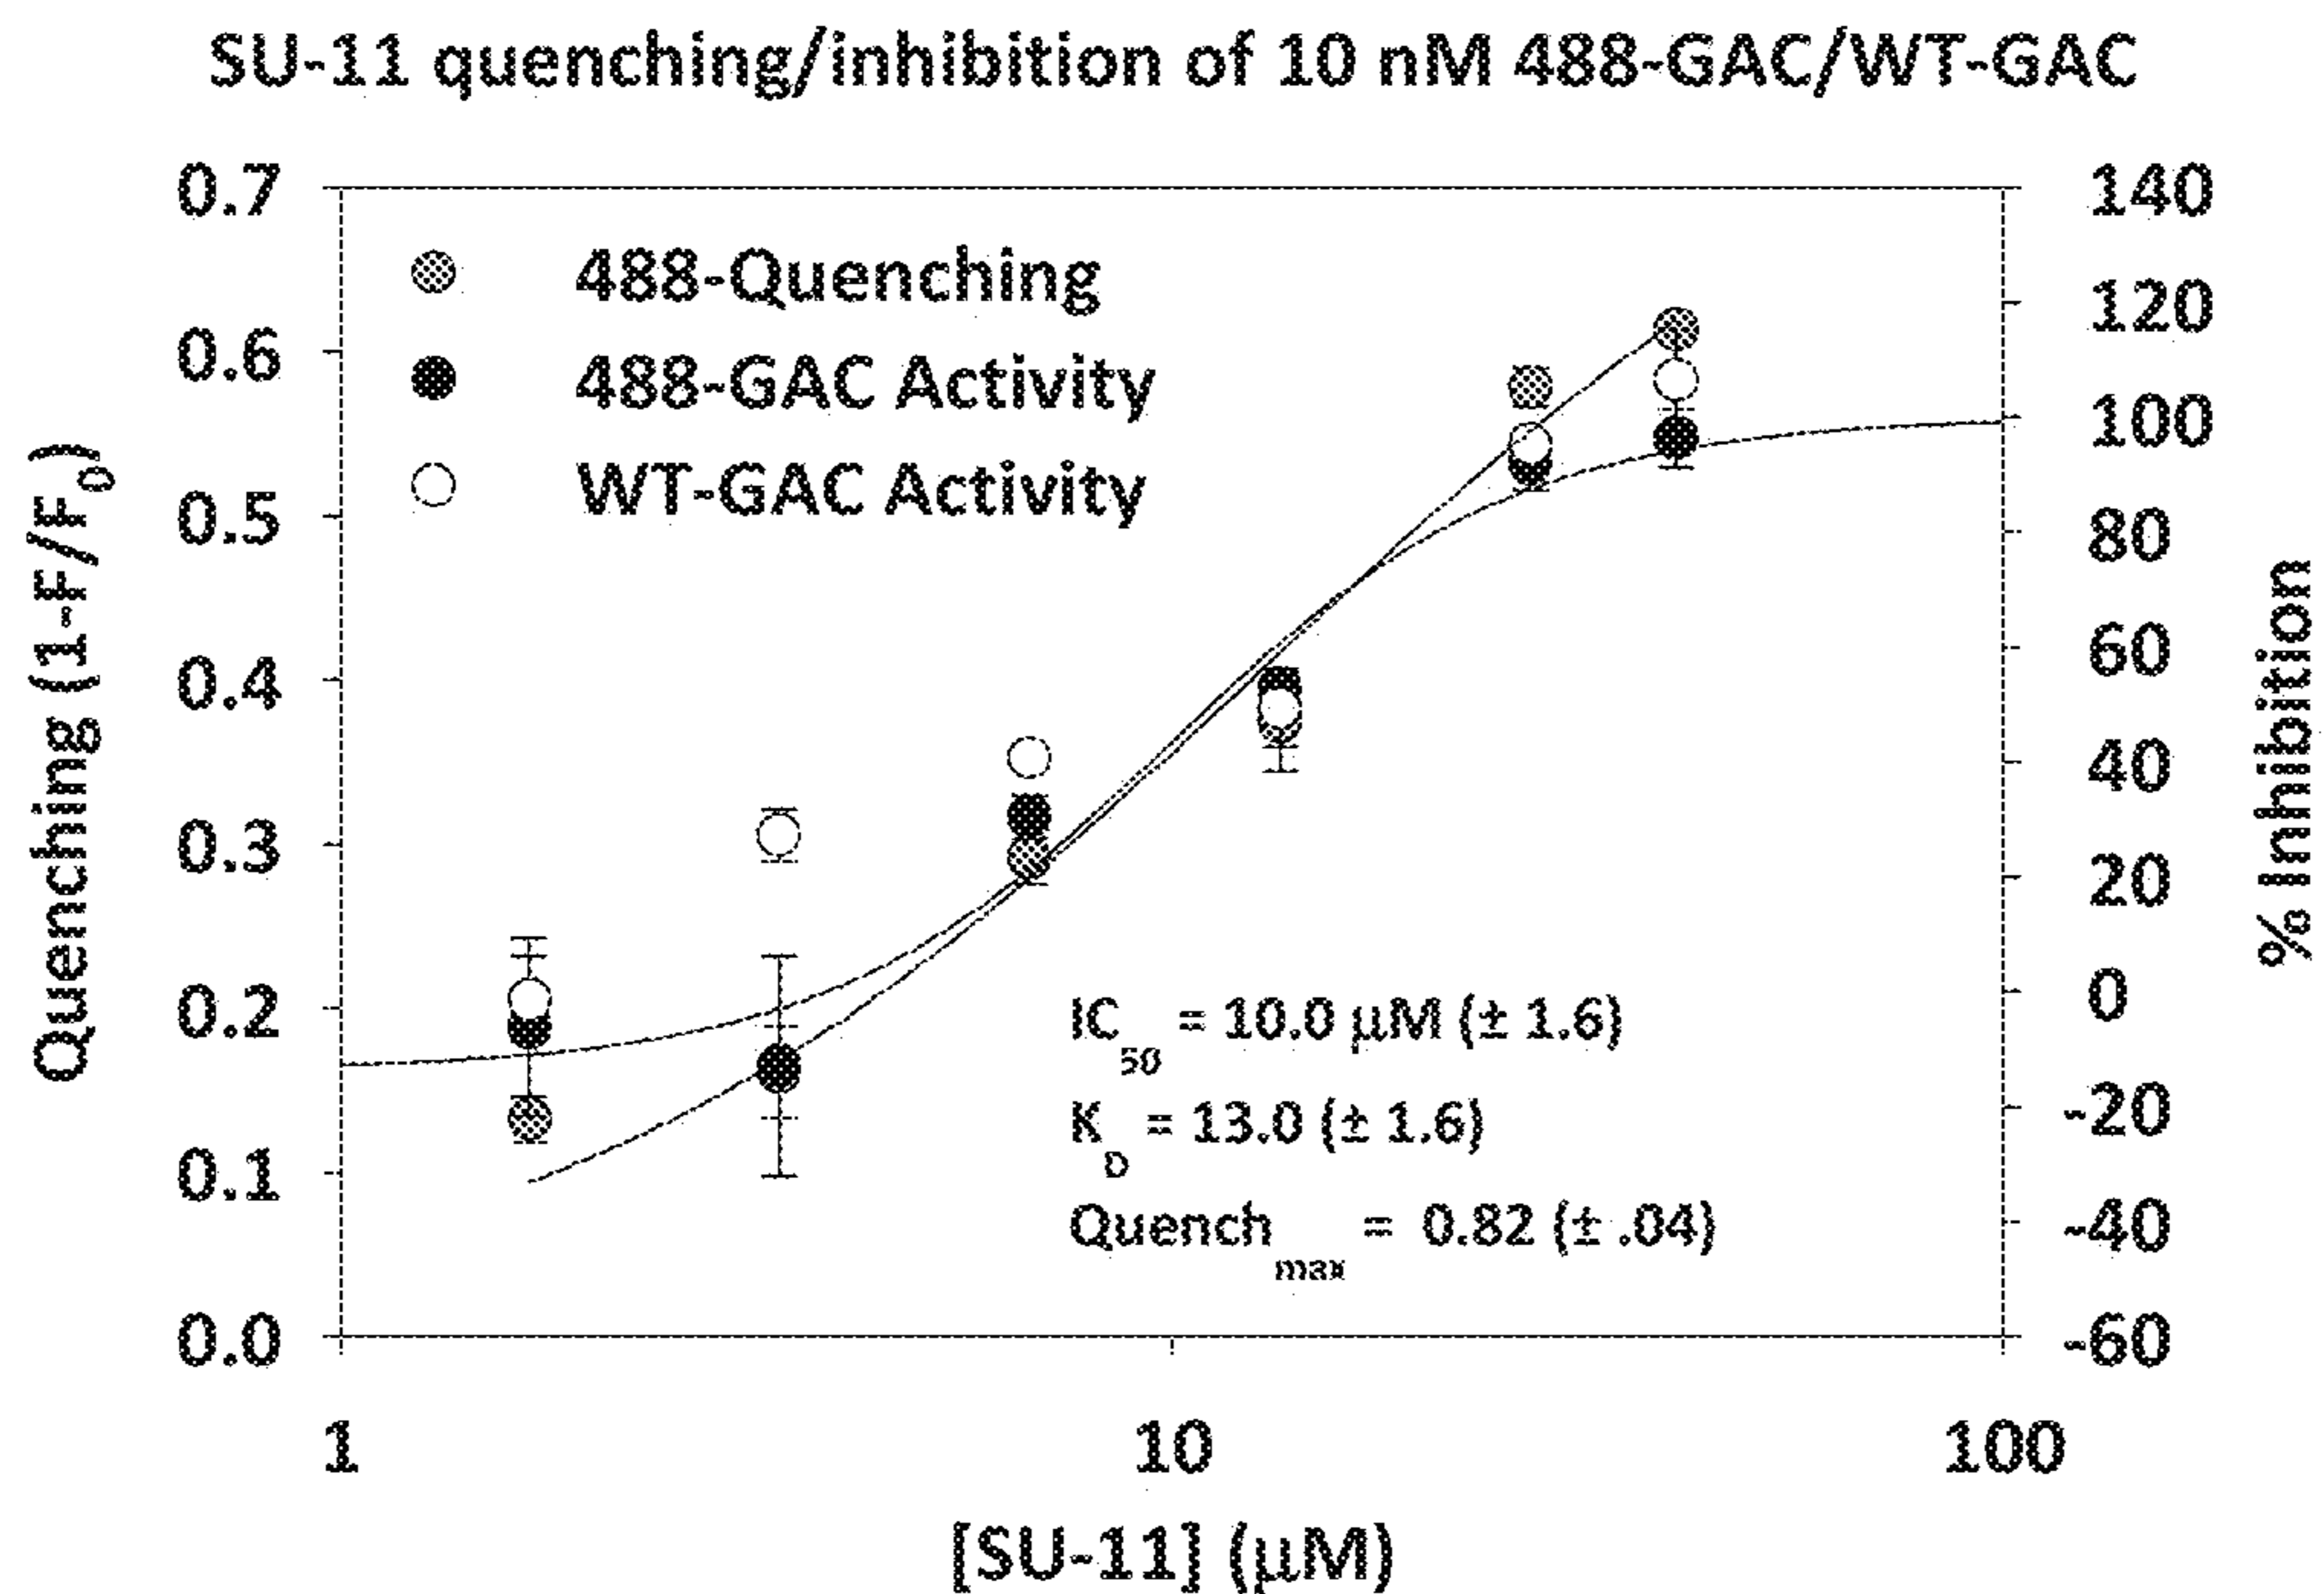 SU-11 quenching/inhibition of 10 nM 488-GAC/WT-GAC
Quenching (1-F/F0)
0.7
0.6
0.5
0.4
0.3
0.2
0.1
0.0
488-Quenching
488-GAC Activity
WT-GAC Activity
IC50 = 10.0 µM (± 1.6)
KD = 13.0 (± 1.6)
Quenchmax = 0.82 (± .04)
140
120
100
80
60
40
20
0
-20
-40
-60
% Inhibition
1
10
100
[SU-11] (µM)